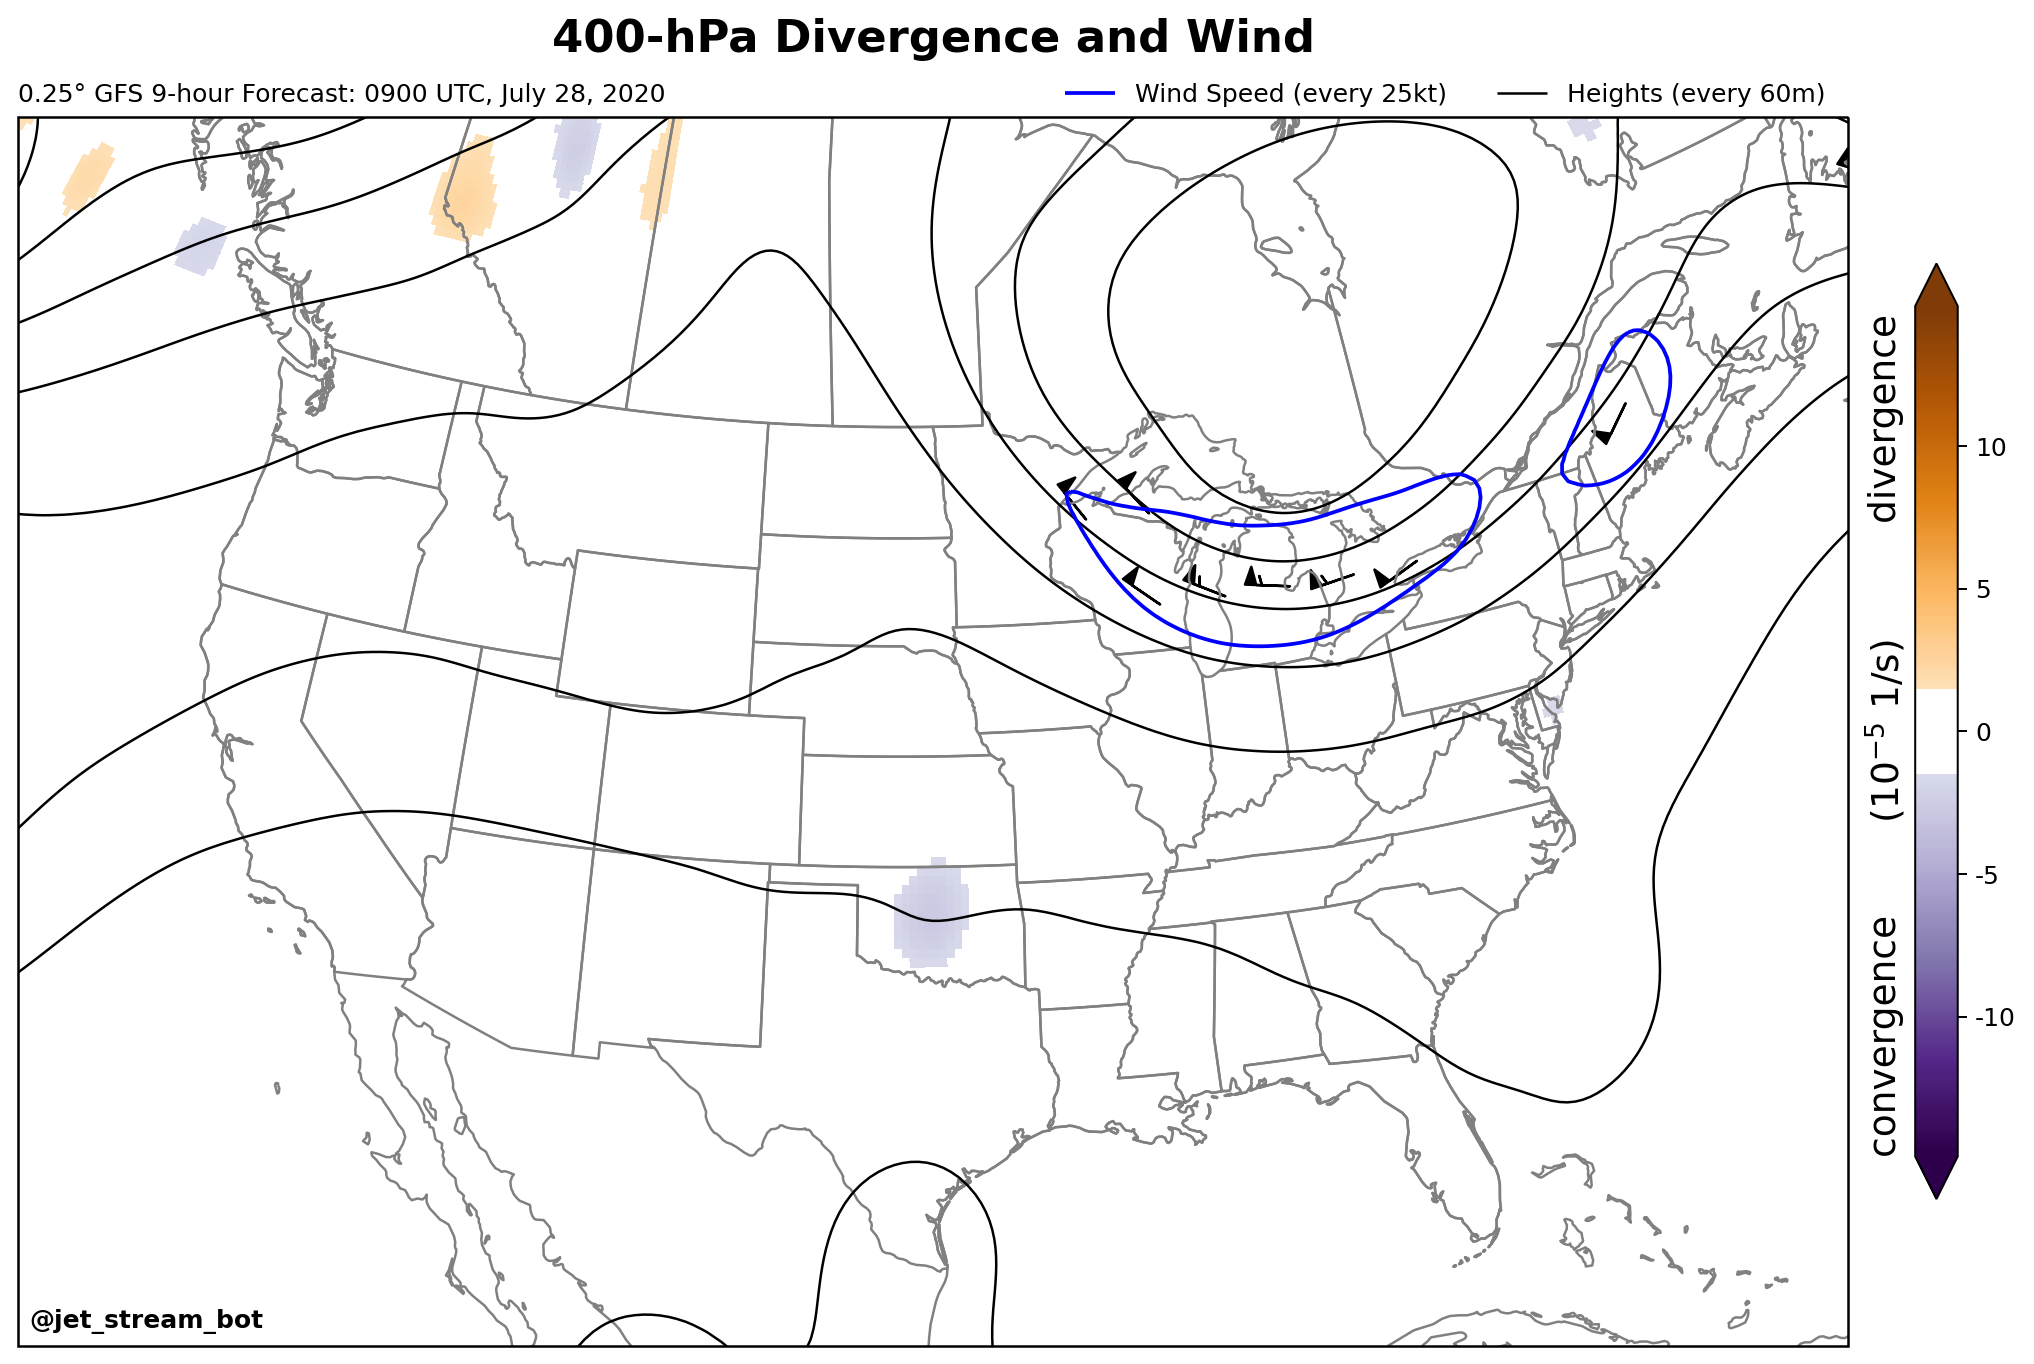 400-hPa Divergence and Wind
0.25° GFS 9-hour Forecast: 0900 UTC, July 28, 2020
Wind Speed (every 25kt)
Heights (every 60m)
divergence
(10⁻⁵ 1/s)
convergence
10
5
0
-5
-10
@jet_stream_bot